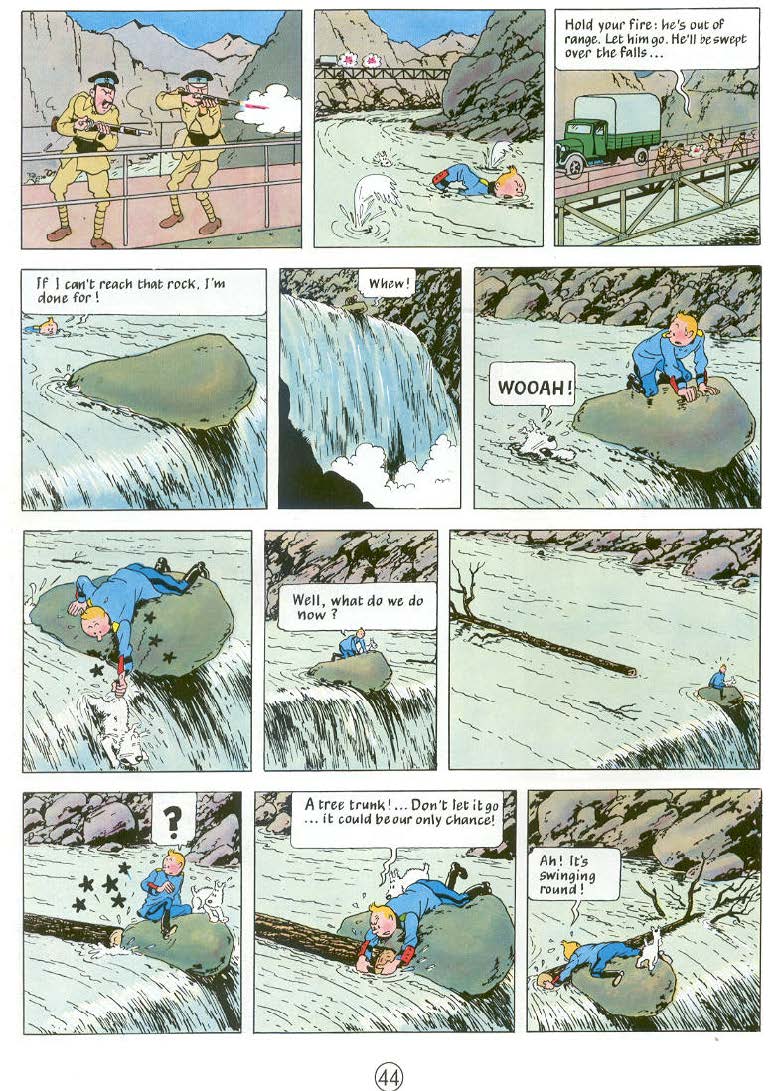 Hold your fire: he's out of
range. Let him go. He'll be swept
over the falls...
If I can't reach that rock, I'm
done for!
Whew!
WOOAH!
Well, what do we do
now?
?
A tree trunk!... Don't let it go
... it could be our only chance!
Ah! It's
swinging
round!
44